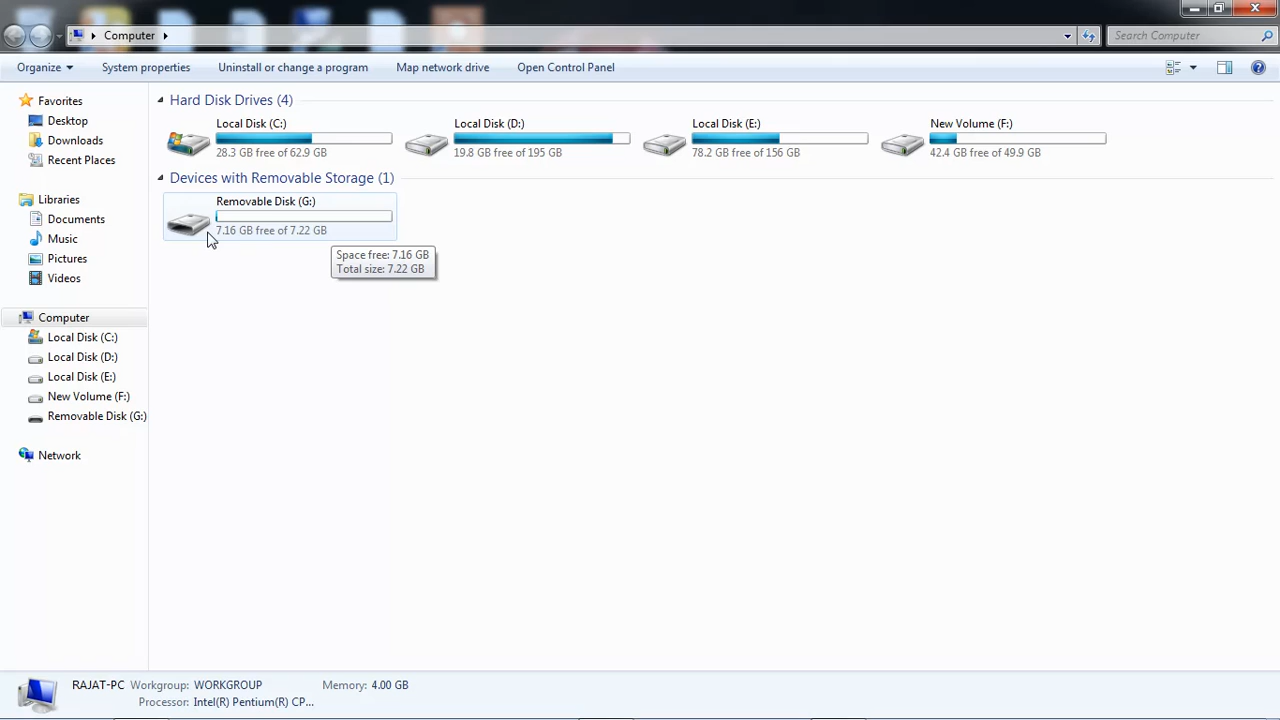 Computer
Search Computer
Organize
System properties
Uninstall or change a program
Map network drive
Open Control Panel
Favorites
Desktop
Downloads
Recent Places
Libraries
Documents
Music
Pictures
Videos
Computer
Local Disk (C:)
Local Disk (D:)
Local Disk (E:)
New Volume (F:)
Removable Disk (G:)
Network
Hard Disk Drives (4)
Local Disk (C:)
28.3 GB free of 62.9 GB
Local Disk (D:)
19.8 GB free of 195 GB
Local Disk (E:)
78.2 GB free of 156 GB
New Volume (F:)
42.4 GB free of 49.9 GB
Devices with Removable Storage (1)
Removable Disk (G:)
7.16 GB free of 7.22 GB
Space free: 7.16 GB
Total size: 7.22 GB
RAJAT-PC Workgroup: WORKGROUP Memory: 4.00 GB
Processor: Intel(R) Pentium(R) CP...